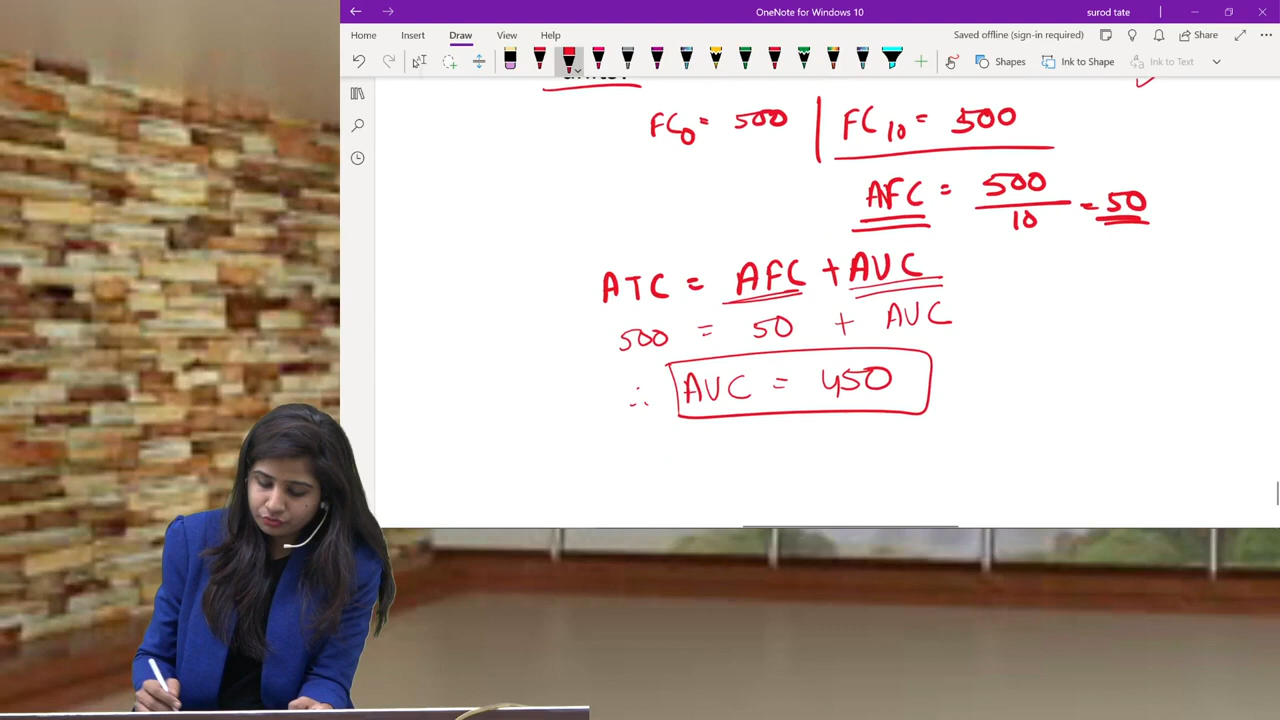 OneNote for Windows 10
surod tate
Home Insert Draw View Help
Saved offline (sign-in required)
Share
Shapes
Ink to Shape
Ink to Text
units.
FC0 = 500 | FC10 = 500
AFC = 500/10 = 50
ATC = AFC + AVC
500 = 50 + AVC
∴ AVC = 450